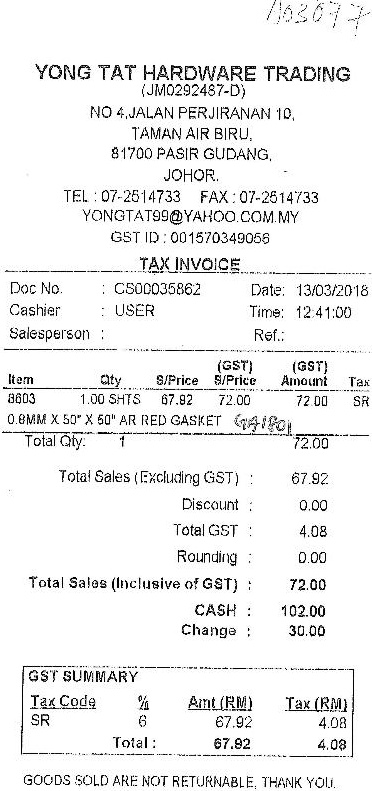 YONG TAT HARDWARE TRADING
(JM0292487-D)
NO 4,JALAN PERJIRANAN 10,
TAMAN AIR BIRU,
81700 PASIR GUDANG,
JOHOR.
TEL : 07-2514733 FAX : 07-2514733
YONGTAT99@YAHOO.COM.MY
GST ID : 001570349056
TAX INVOICE
Doc No. : CS00035862 Date: 13/03/2018
Cashier : USER Time: 12:41:00
Salesperson : Ref.:
(GST) (GST)
Item Qty S/Price S/Price Amount Tax
8603 1.00 SHTS 67.92 72.00 72.00 SR
0.8MM X 50" X 50" AR RED GASKET
Total Qty: 1 72.00
Total Sales (Excluding GST) : 67.92
Discount : 0.00
Total GST : 4.08
Rounding : 0.00
Total Sales (Inclusive of GST) : 72.00
CASH : 102.00
Change : 30.00
GST SUMMARY
Tax Code % Amt (RM) Tax (RM)
SR 6 67.92 4.08
Total : 67.92 4.08
GOODS SOLD ARE NOT RETURNABLE, THANK YOU.